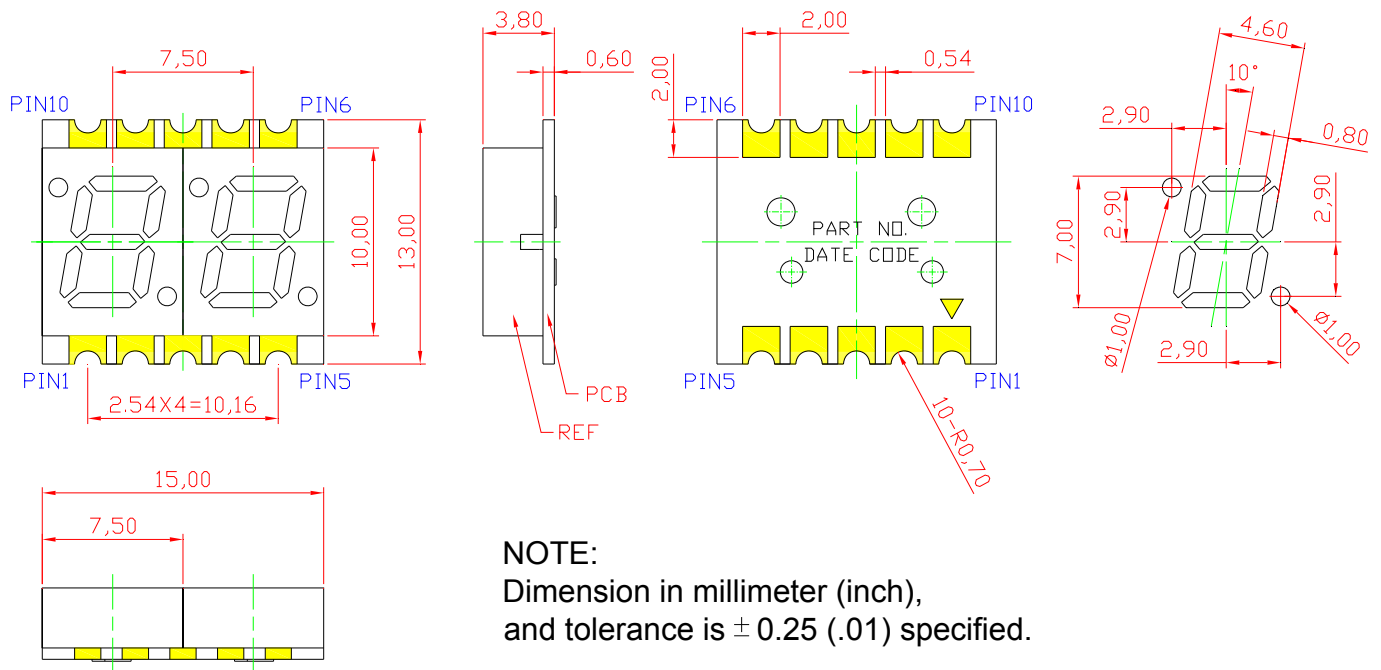 3,80
2,00
4,60
7,50
0,60
2,00
0,54
10°
PIN10
PIN6
PIN6
PIN10
2,90
0,80
10,00
13,00
PART NO.
DATE CODE
7,00
2,90
2,90
PIN1
PIN5
PIN5
PIN1
ø1,00
2,90
ø1,00
2.54X4=10,16
PCB
REF
10-R0,70
15,00
7,50
NOTE:
Dimension in millimeter (inch),
and tolerance is ± 0.25 (.01) specified.